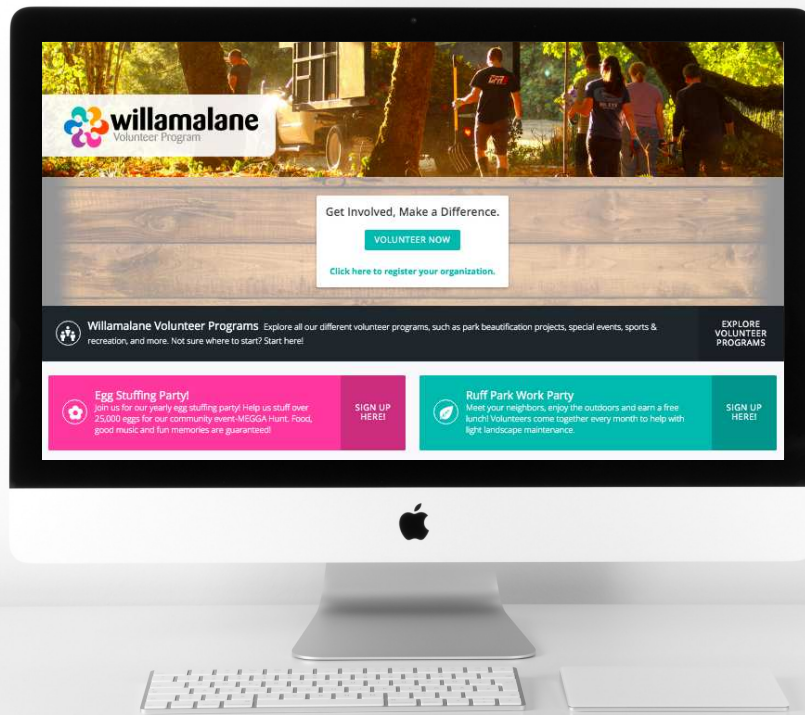 willamalane
Volunteer Program
Get Involved, Make a Difference.
VOLUNTEER NOW
Click here to register your organization.
Willamalane Volunteer Programs Explore all our different volunteer programs, such as park beautification projects, special events, sports &
recreation, and more. Not sure where to start? Start here!
EXPLORE
VOLUNTEER
PROGRAMS
Egg Stuffing Party!
Join us for our yearly egg stuffing party! Help us stuff over
25,000 eggs for our community event-MEGGA Hunt. Food,
good music and fun memories are guaranteed!
SIGN UP
HERE!
Ruff Park Work Party
Meet your neighbors, enjoy the outdoors and earn a free
lunch! Volunteers come together every month to help with
light landscape maintenance.
SIGN UP
HERE!